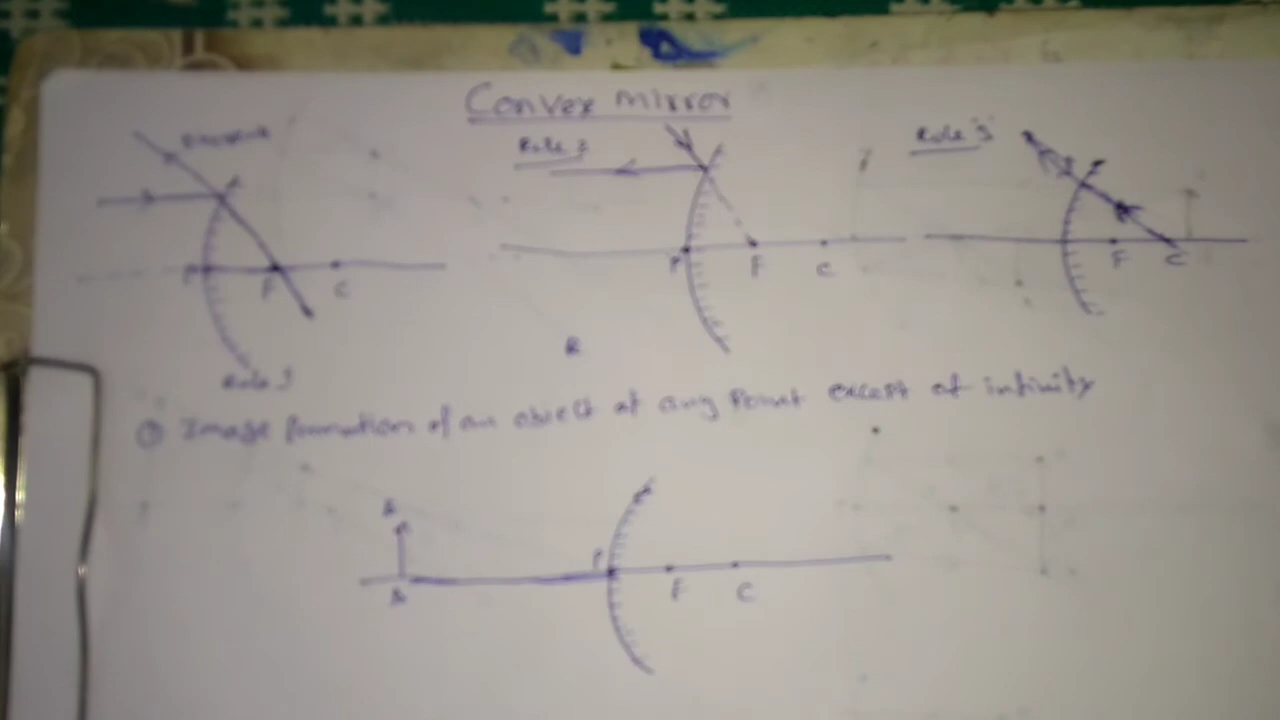 Convex mirror
Rule 2
Rule 3
P
F
C
P
F
C
F
C
Rule 1
R
① Image formation of an object at any Point except at infinity
A
P
F
C